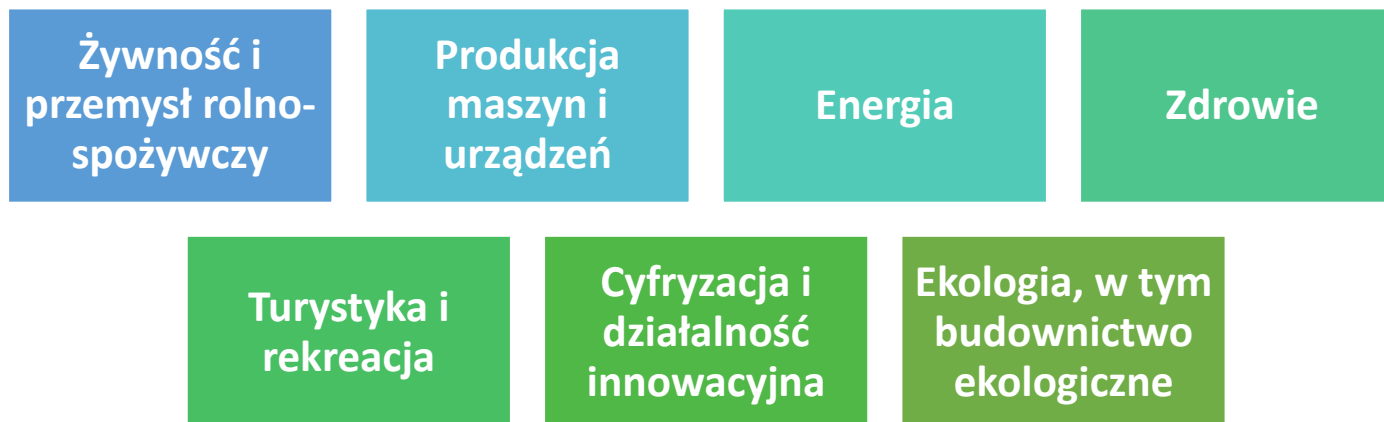 Żywność i
przemysł rolno-
spożywczy
Produkcja
maszyn i
urządzeń
Energia
Zdrowie
Turystyka i
rekreacja
Cyfryzacja i
działalność
innowacyjna
Ekologia, w tym
budownictwo
ekologiczne